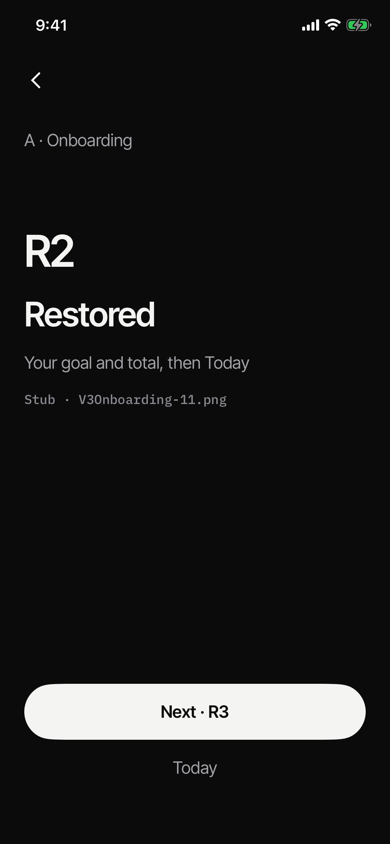 9:41
A · Onboarding
R2
Restored
Your goal and total, then Today
Stub · V3Onboarding-11.png
Next · R3
Today